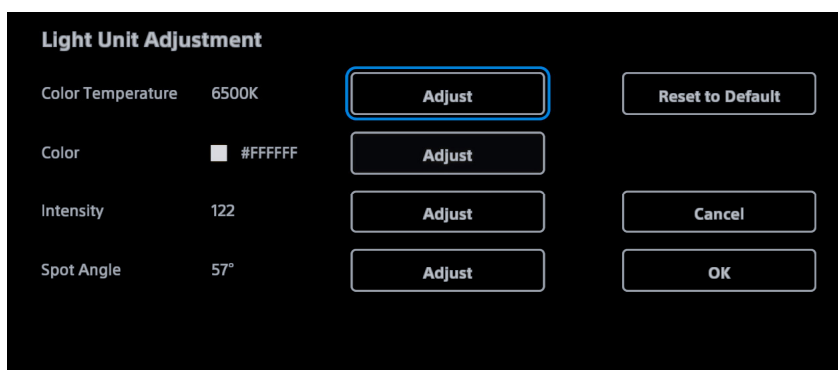 Light Unit Adjustment
Color Temperature 6500K Adjust Reset to Default
Color #FFFFFF Adjust
Intensity 122 Adjust Cancel
Spot Angle 57° Adjust OK